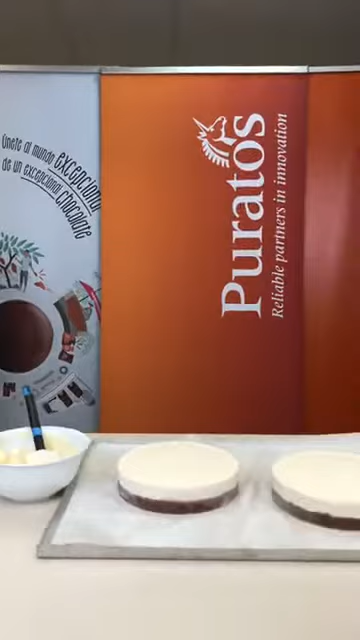 Únete al mundo excepcional
de un excepcional chocolate
Puratos
Reliable partners in innovation